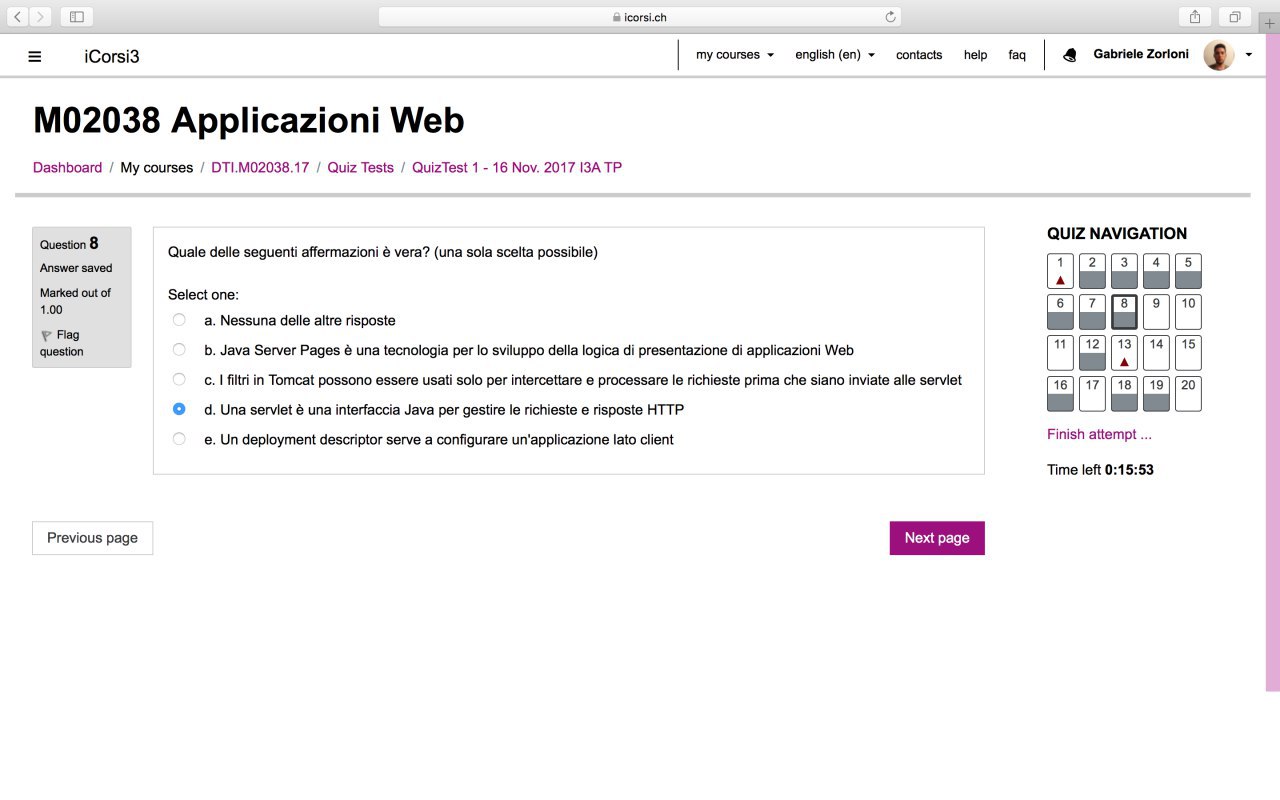 icorsi.ch
iCorsi3
my courses
english (en)
contacts
help
faq
Gabriele Zorloni
M02038 Applicazioni Web
Dashboard / My courses / DTI.M02038.17 / Quiz Tests / QuizTest 1 - 16 Nov. 2017 I3A TP
Question 8
Answer saved
Marked out of
1.00
Flag
question
Quale delle seguenti affermazioni è vera? (una sola scelta possibile)
Select one:
a. Nessuna delle altre risposte
b. Java Server Pages è una tecnologia per lo sviluppo della logica di presentazione di applicazioni Web
c. I filtri in Tomcat possono essere usati solo per intercettare e processare le richieste prima che siano inviate alle servlet
d. Una servlet è una interfaccia Java per gestire le richieste e risposte HTTP
e. Un deployment descriptor serve a configurare un'applicazione lato client
Previous page
Next page
QUIZ NAVIGATION
1 2 3 4 5
6 7 8 9 10
11 12 13 14 15
16 17 18 19 20
Finish attempt ...
Time left 0:15:53